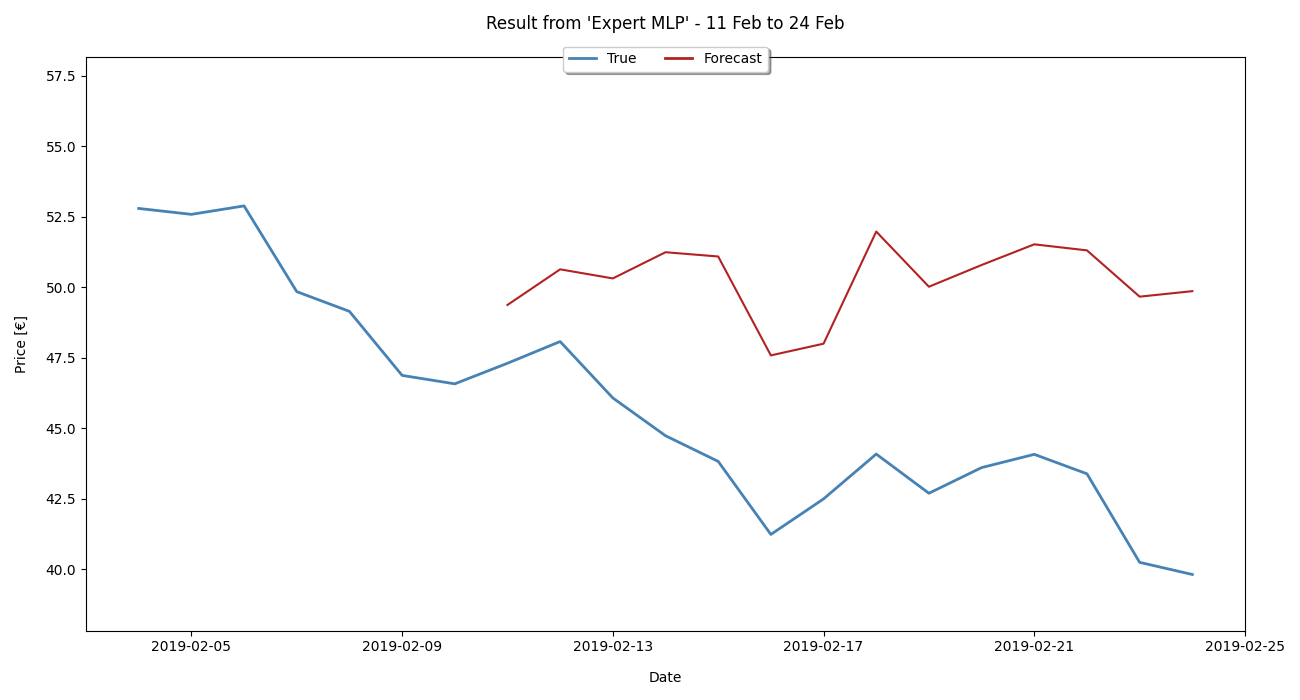 Result from 'Expert MLP' - 11 Feb to 24 Feb
True Forecast
57.5
55.0
52.5
50.0
47.5
45.0
42.5
40.0
Price [€]
2019-02-05 2019-02-09 2019-02-13 2019-02-17 2019-02-21 2019-02-25
Date